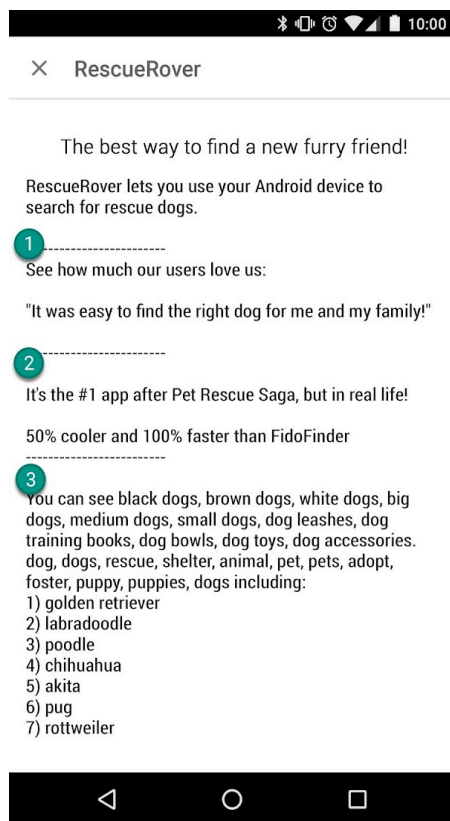 10:00
RescueRover
The best way to find a new furry friend!
RescueRover lets you use your Android device to
search for rescue dogs.
1 ----------------------
See how much our users love us:
"It was easy to find the right dog for me and my family!"
----------------------
2
It's the #1 app after Pet Rescue Saga, but in real life!
50% cooler and 100% faster than FidoFinder
-------------------------
3
You can see black dogs, brown dogs, white dogs, big
dogs, medium dogs, small dogs, dog leashes, dog
training books, dog bowls, dog toys, dog accessories.
dog, dogs, rescue, shelter, animal, pet, pets, adopt,
foster, puppy, puppies, dogs including:
1) golden retriever
2) labradoodle
3) poodle
4) chihuahua
5) akita
6) pug
7) rottweiler